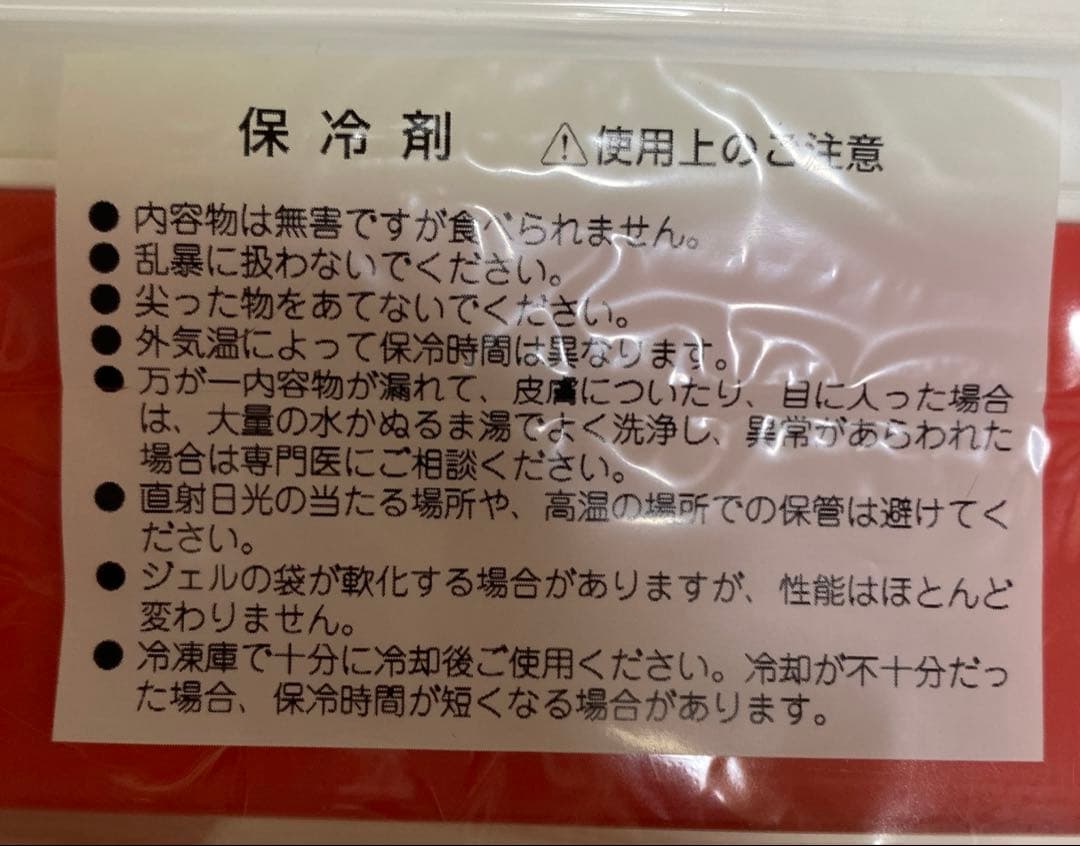 保冷剤 ⚠使用上のご注意
●内容物は無害ですが食べられません。
●乱暴に扱わないでください。
●尖った物をあてないでください。
●外気温によって保冷時間は異なります。
●万が一内容物が漏れて、皮膚についたり、目に入った場合
は、大量の水かぬるま湯でよく洗浄し、異常があらわれた
場合は専門医にご相談ください。
●直射日光の当たる場所や、高温の場所での保管は避けてく
ださい。
●ジェルの袋が軟化する場合がありますが、性能はほとんど
変わりません。
●冷凍庫で十分に冷却後ご使用ください。冷却が不十分だっ
た場合、保冷時間が短くなる場合があります。